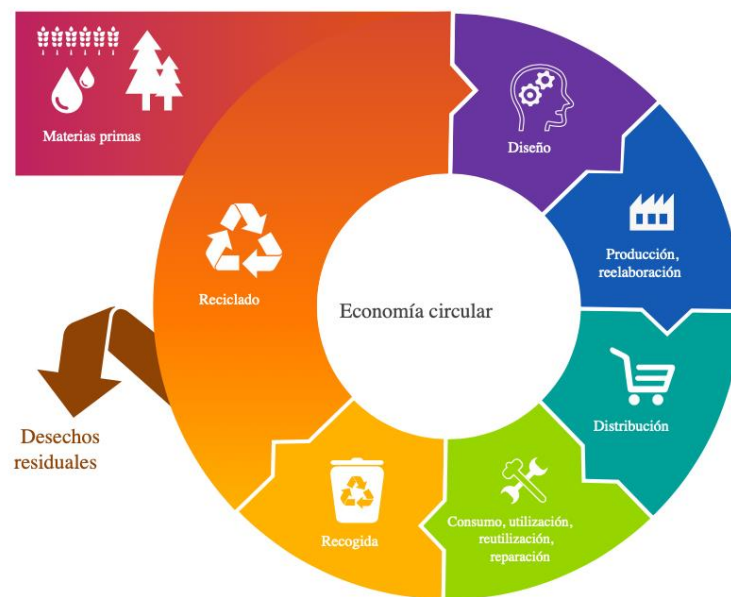 Materias primas
Diseño
Producción,
reelaboración
Distribución
Consumo, utilización,
reutilización,
reparación
Recogida
Reciclado
Desechos
residuales
Economía circular